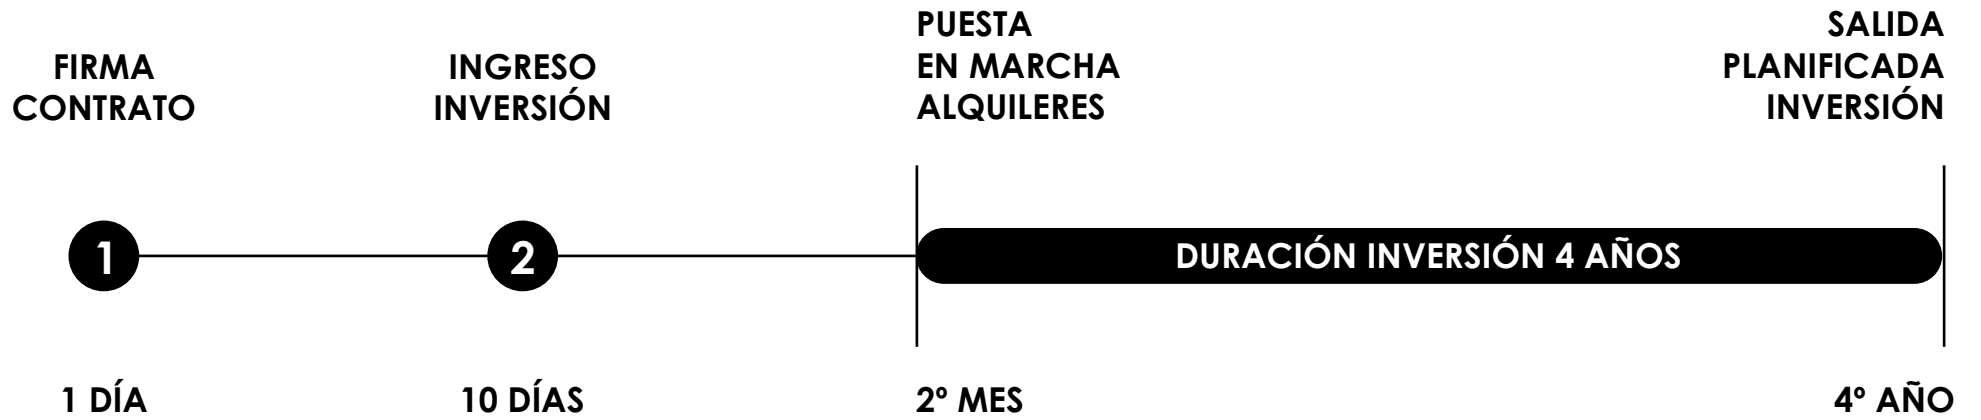 FIRMA
CONTRATO
INGRESO
INVERSIÓN
PUESTA
EN MARCHA
ALQUILERES
SALIDA
PLANIFICADA
INVERSIÓN
1
2
DURACIÓN INVERSIÓN 4 AÑOS
1 DÍA
10 DÍAS
2º MES
4º AÑO